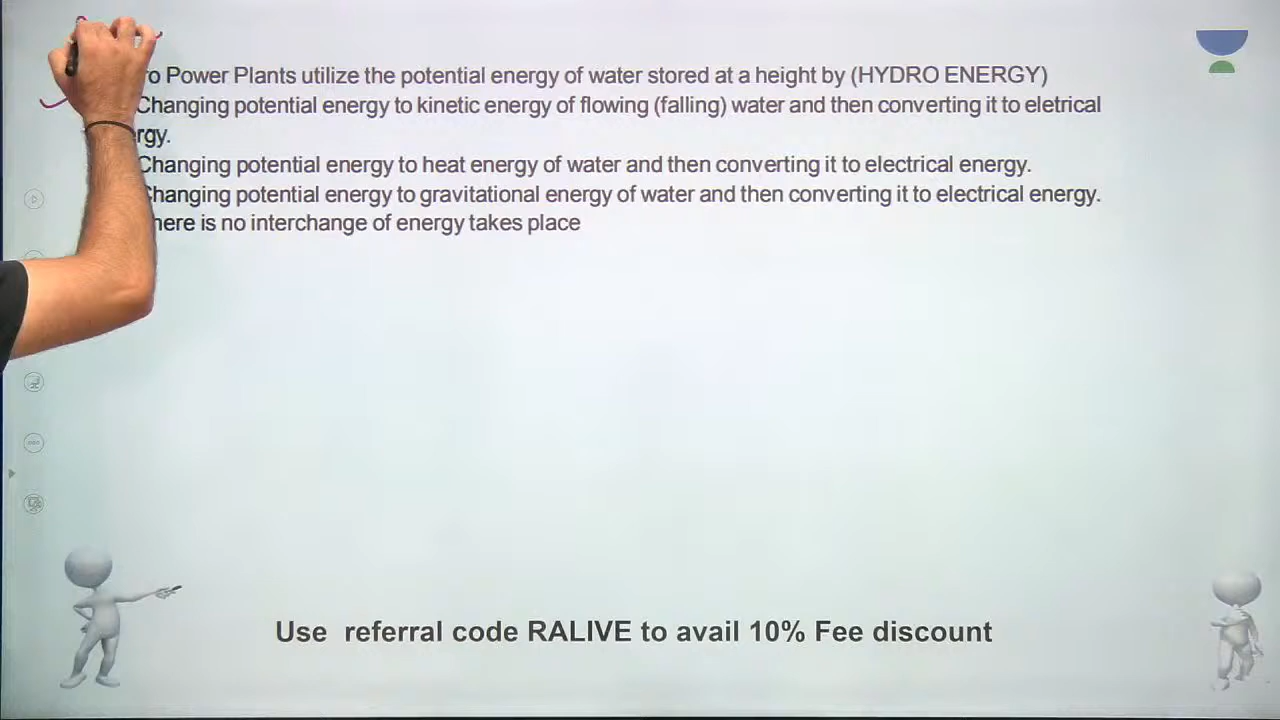 Power Plants utilize the potential energy of water stored at a height by (HYDRO ENERGY)
Changing potential energy to kinetic energy of flowing (falling) water and then converting it to eletrical
Changing potential energy to heat energy of water and then converting it to electrical energy.
Changing potential energy to gravitational energy of water and then converting it to electrical energy.
is no interchange of energy takes place
Use referral code RALIVE to avail 10% Fee discount